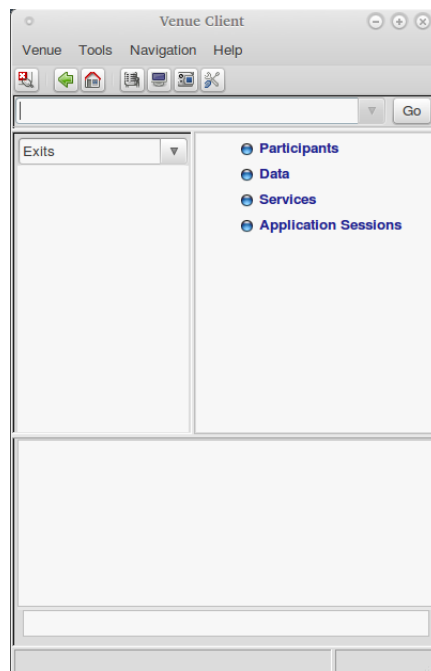 Venue Client
Venue Tools Navigation Help
Go
Exits
Participants
Data
Services
Application Sessions